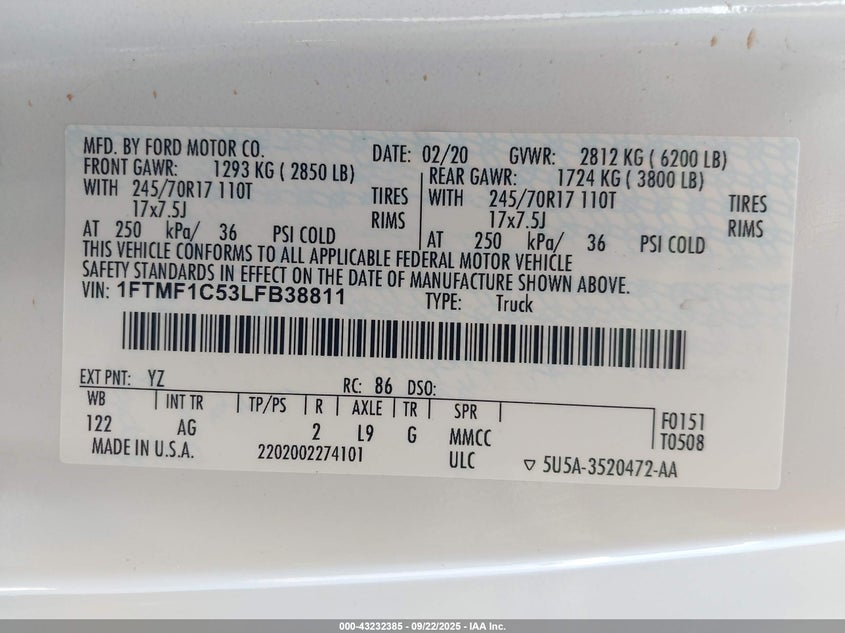 MFD. BY FORD MOTOR CO. DATE: 02/20 GVWR: 2812 KG ( 6200 LB)
FRONT GAWR: 1293 KG ( 2850 LB) REAR GAWR: 1724 KG ( 3800 LB)
WITH 245/70R17 110T TIRES WITH 245/70R17 110T TIRES
17x7.5J RIMS 17x7.5J RIMS
AT 250 kPa/ 36 PSI COLD AT 250 kPa/ 36 PSI COLD
THIS VEHICLE CONFORMS TO ALL APPLICABLE FEDERAL MOTOR VEHICLE
SAFETY STANDARDS IN EFFECT ON THE DATE OF MANUFACTURE SHOWN ABOVE.
VIN: 1FTMF1C53LFB38811 TYPE: Truck
EXT PNT: YZ RC: 86 DSO:
WB INT TR TP/PS R AXLE TR SPR F0151
122 AG 2 L9 G MMCC T0508
MADE IN U.S.A. 2202002274101 ULC ▽ 5U5A-3520472-AA
000-43232385 - 09/22/2025 - IAA Inc.